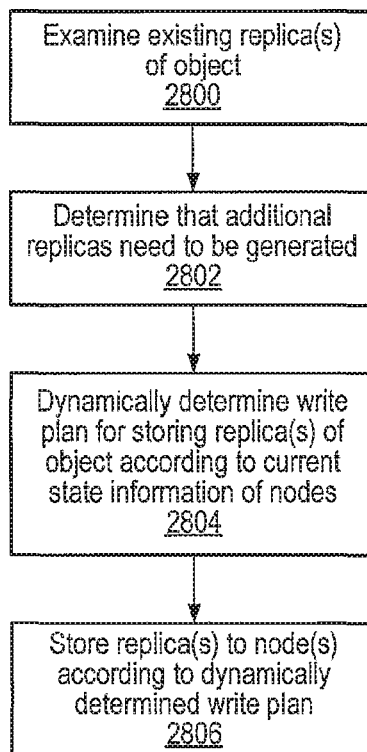 Examine existing replica(s)
of object
2800
Determine that additional
replicas need to be generated
2802
Dynamically determine write
plan for storing replica(s) of
object according to current
state information of nodes
2804
Store replica(s) to node(s)
according to dynamically
determined write plan
2806